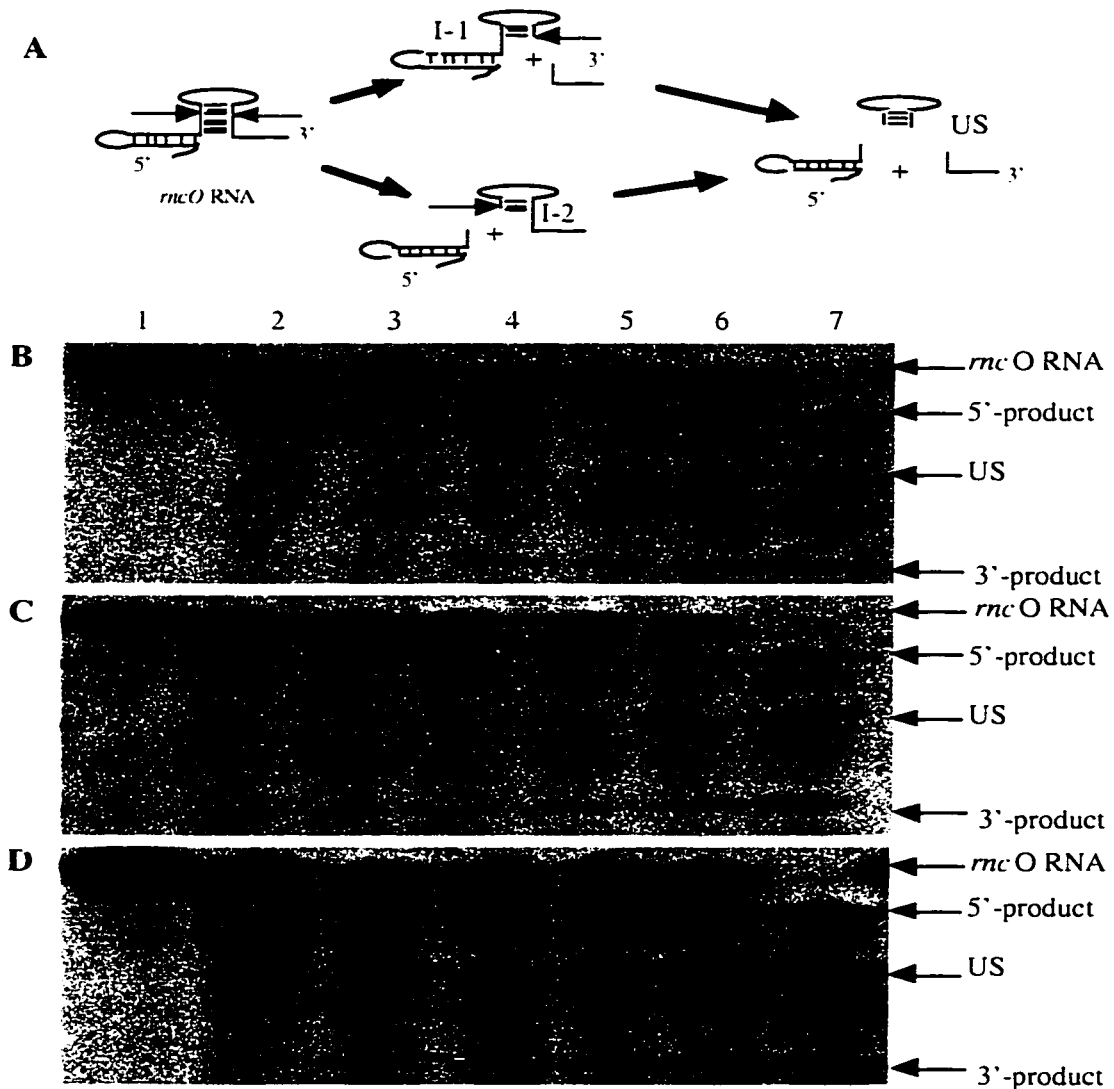 A
I-1
+
3'
3'
5'
rncO RNA
US
+
3'
5'
I-2
+
5'
1 2 3 4 5 6 7
B
rnc O RNA
5'-product
US
3'-product
C
rnc O RNA
5'-product
US
3'-product
D
rnc O RNA
5'-product
US
3'-product